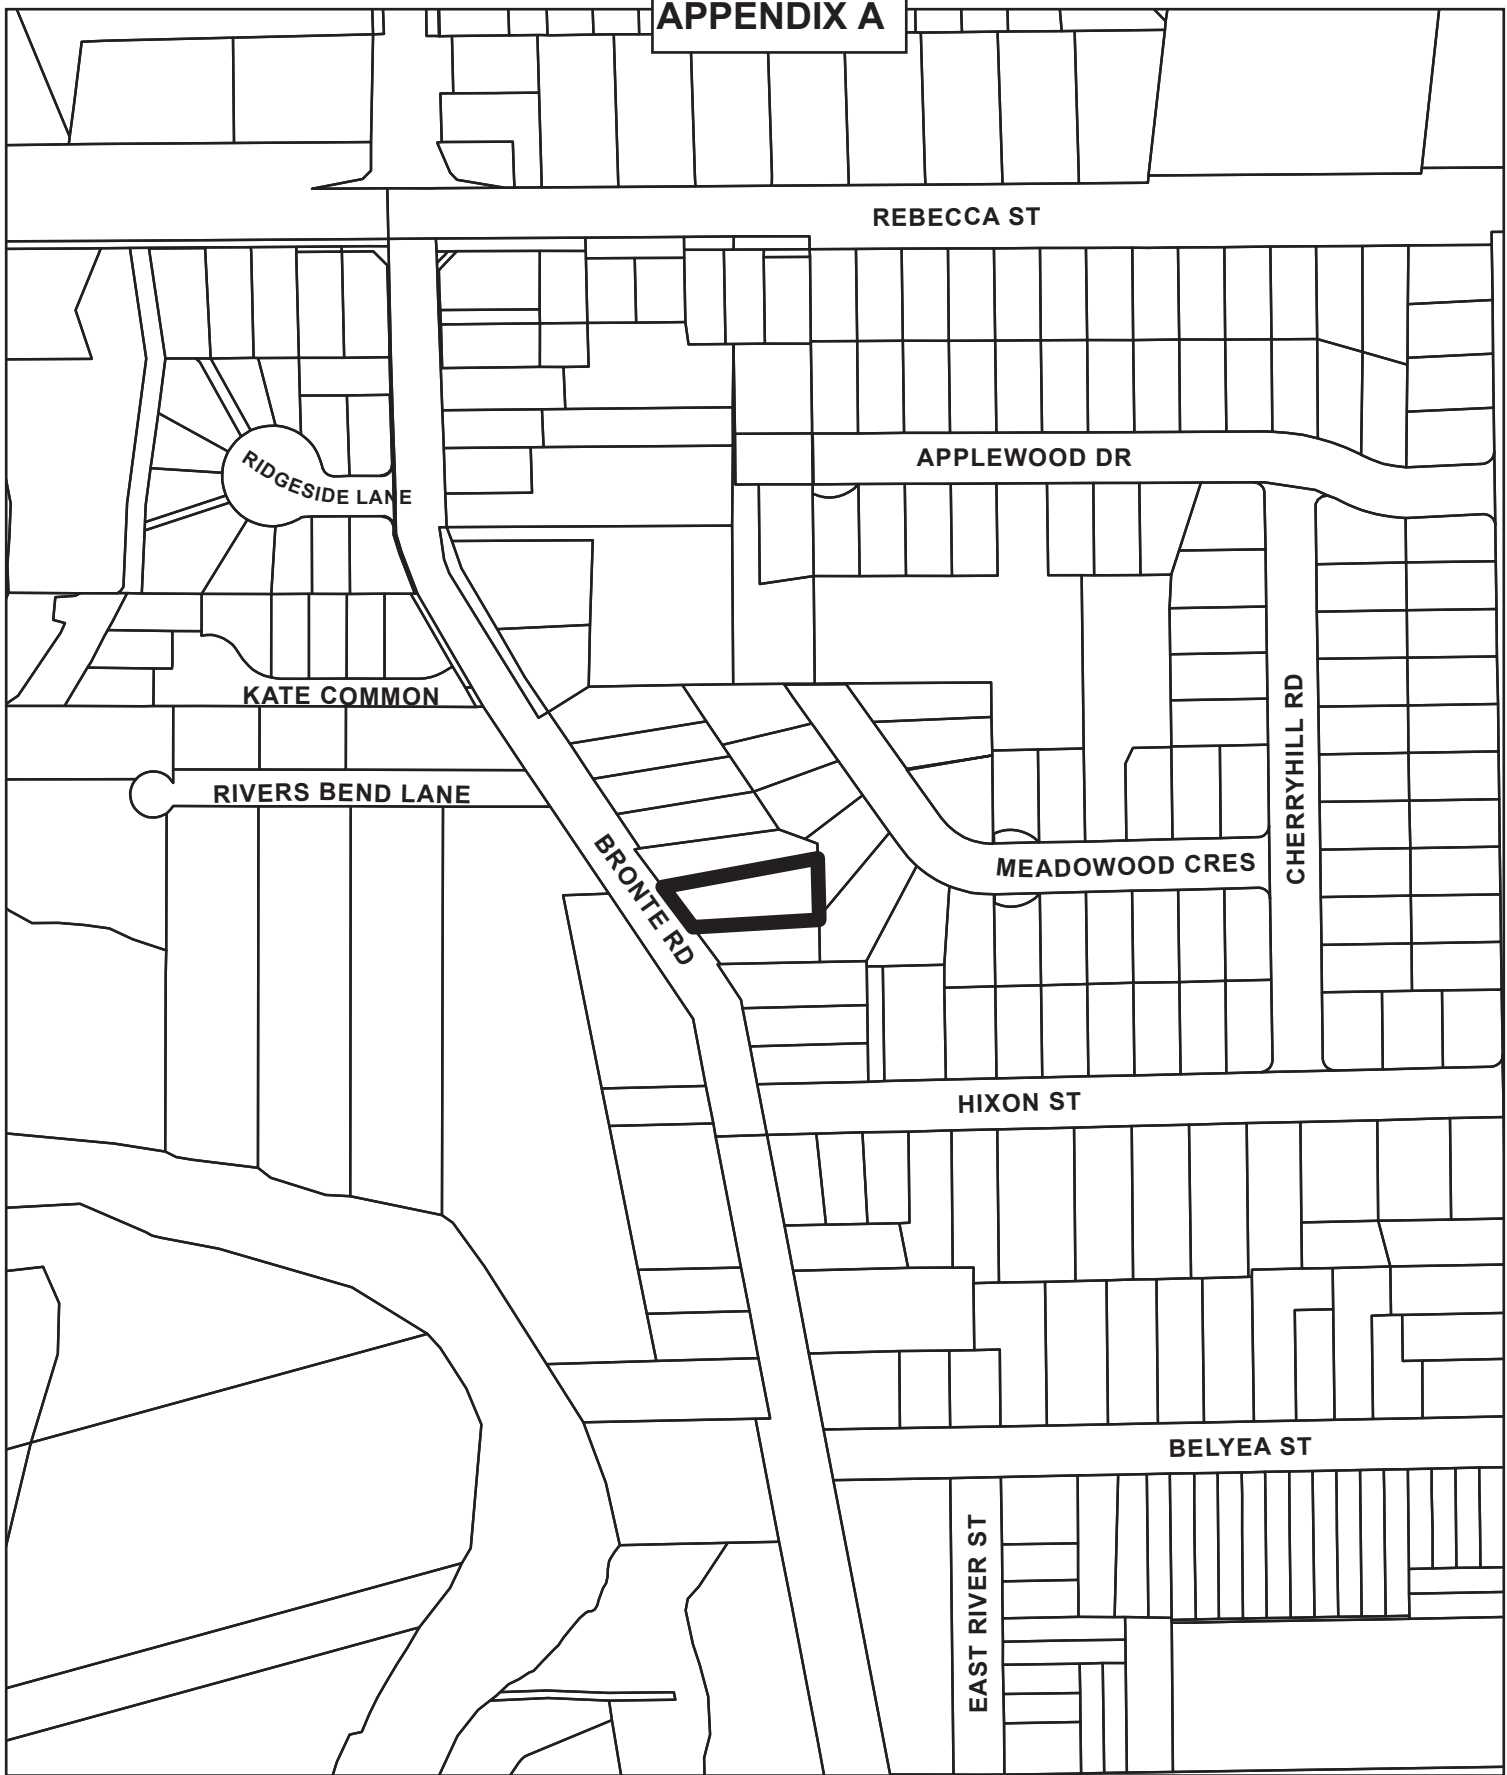 APPENDIX A
REBECCA ST
APPLEWOOD DR
RIDGESIDE LANE
KATE COMMON
CHERRYHILL RD
RIVERS BEND LANE
BRONTE RD
MEADOWOOD CRES
HIXON ST
BELYEA ST
EAST RIVER ST